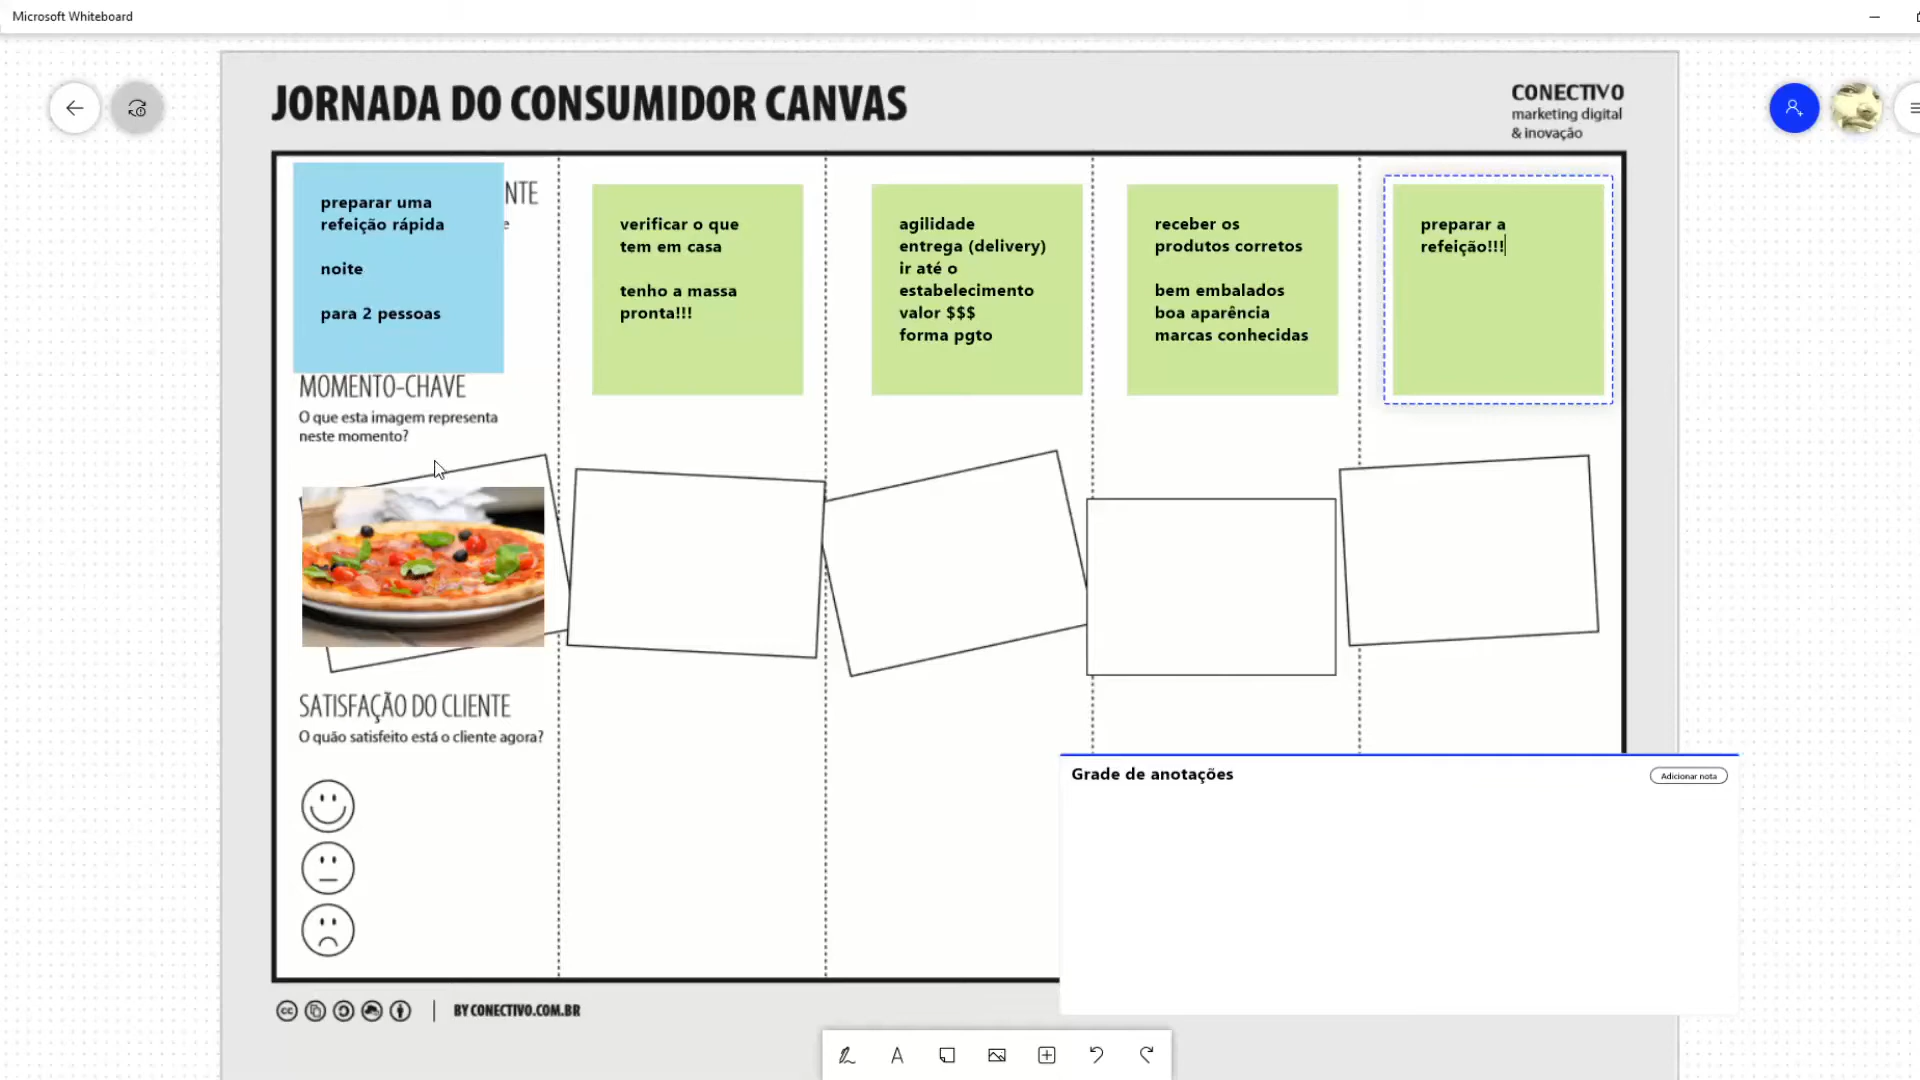 Microsoft Whiteboard
JORNADA DO CONSUMIDOR CANVAS
CONECTIVO
marketing digital
& inovação
preparar uma
refeição rápida
noite
para 2 pessoas
NTE
e
verificar o que
tem em casa
tenho a massa
pronta!!!
agilidade
entrega (delivery)
ir até o
estabelecimento
valor $$$
forma pgto
receber os
produtos corretos
bem embalados
boa aparência
marcas conhecidas
preparar a
refeição!!!
MOMENTO-CHAVE
O que esta imagem representa
neste momento?
SATISFAÇÃO DO CLIENTE
O quão satisfeito está o cliente agora?
Grade de anotações
Adicionar nota
cc
BY CONECTIVO.COM.BR
A